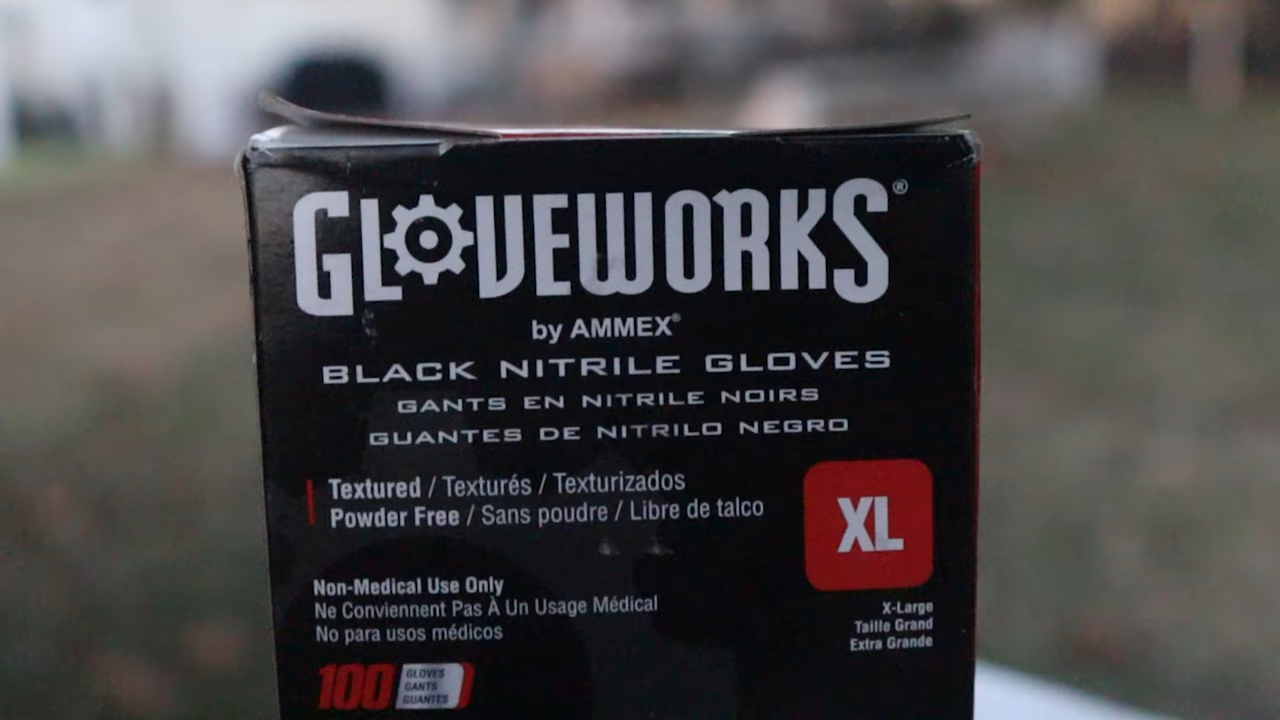 GLOVEWORKS®
by AMMEX®
BLACK NITRILE GLOVES
GANTS EN NITRILE NOIRS
GUANTES DE NITRILO NEGRO
Textured / Texturés / Texturizados
Powder Free / Sans poudre / Libre de talco
XL
Non-Medical Use Only
Ne Conviennent Pas À Un Usage Médical
No para usos médicos
X-Large
Taille Grand
Extra Grande
100
GLOVES
GANTS
GUANTES